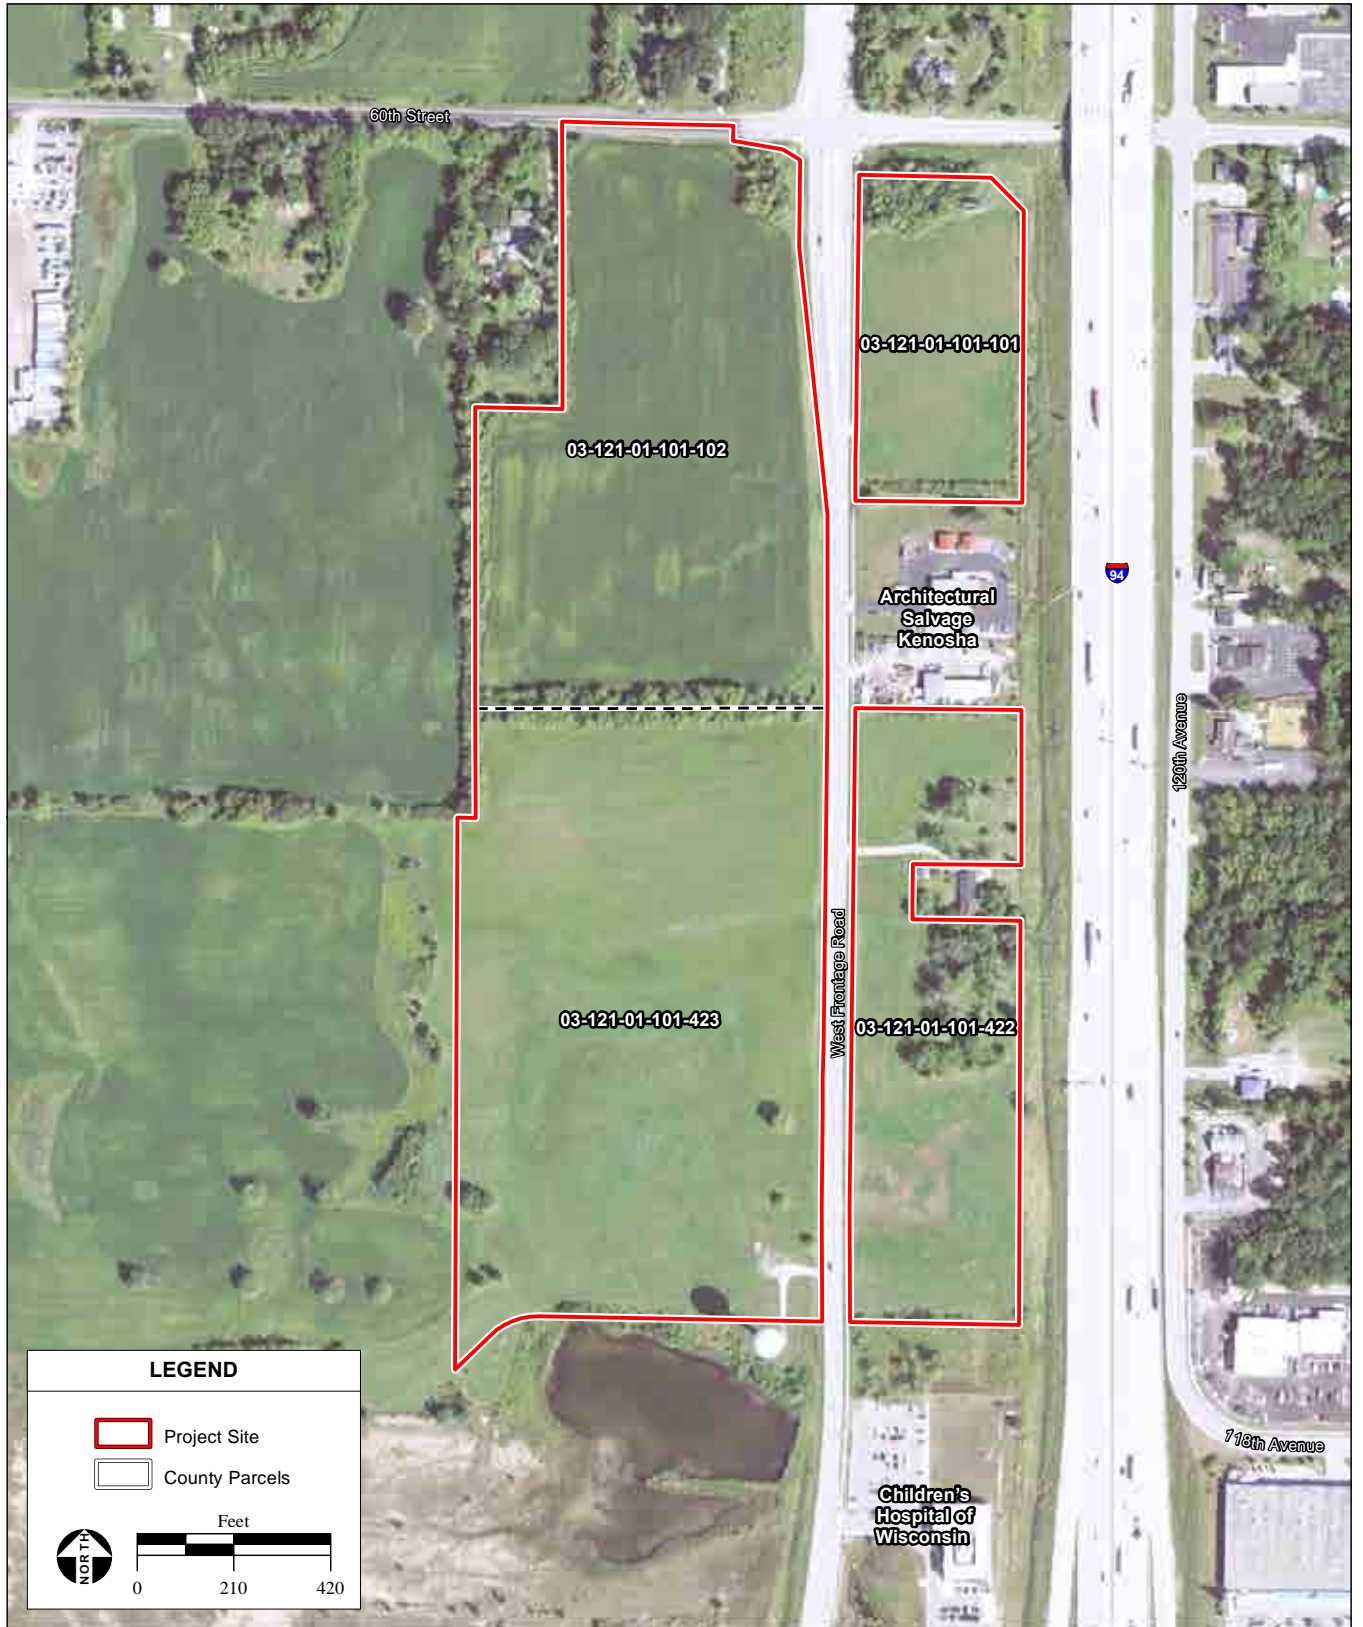 60th Street
03-121-01-101-101
03-121-01-101-102
94
Architectural
Salvage
Kenosha
120th Avenue
West Frontage Road
03-121-01-101-423
03-121-01-101-422
118th Avenue
Children's
Hospital of
Wisconsin
LEGEND
Project Site
County Parcels
NORTH
Feet
0 210 420